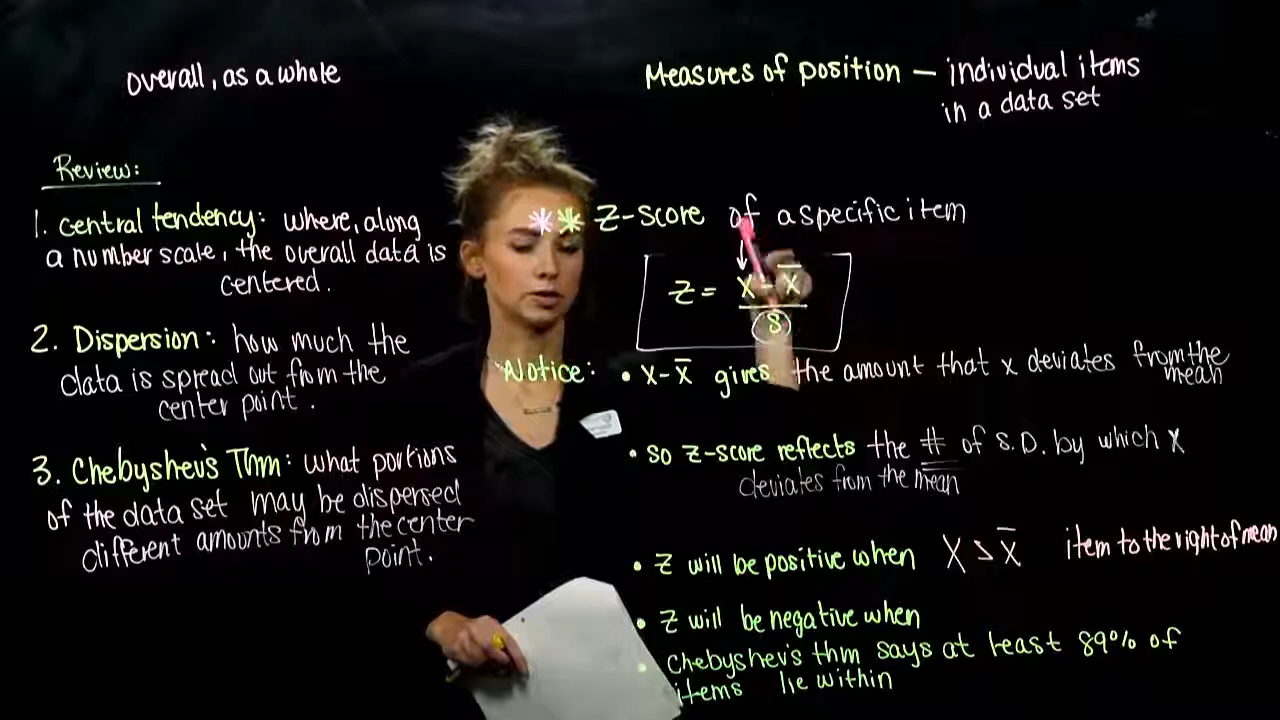 Overall, as a whole
Review:
1. Central tendency: where, along
a number scale, the overall data is
centered.
2. Dispersion: how much the
data is spread out from the
center point.
3. Chebyshev's Thm: what portions
of the data set may be dispersed
different amounts from the center
point.
Measures of position — individual items
in a data set
** Z-score of a specific item
Z = x - x̄
s
Notice: • x - x̄ gives the amount that x deviates from the
mean
• so z-score reflects the # of S.D. by which x
deviates from the mean
• Z will be positive when x > x̄ item to the right of mean
• Z will be negative when
• Chebyshev's thm says at least 89% of
items lie within